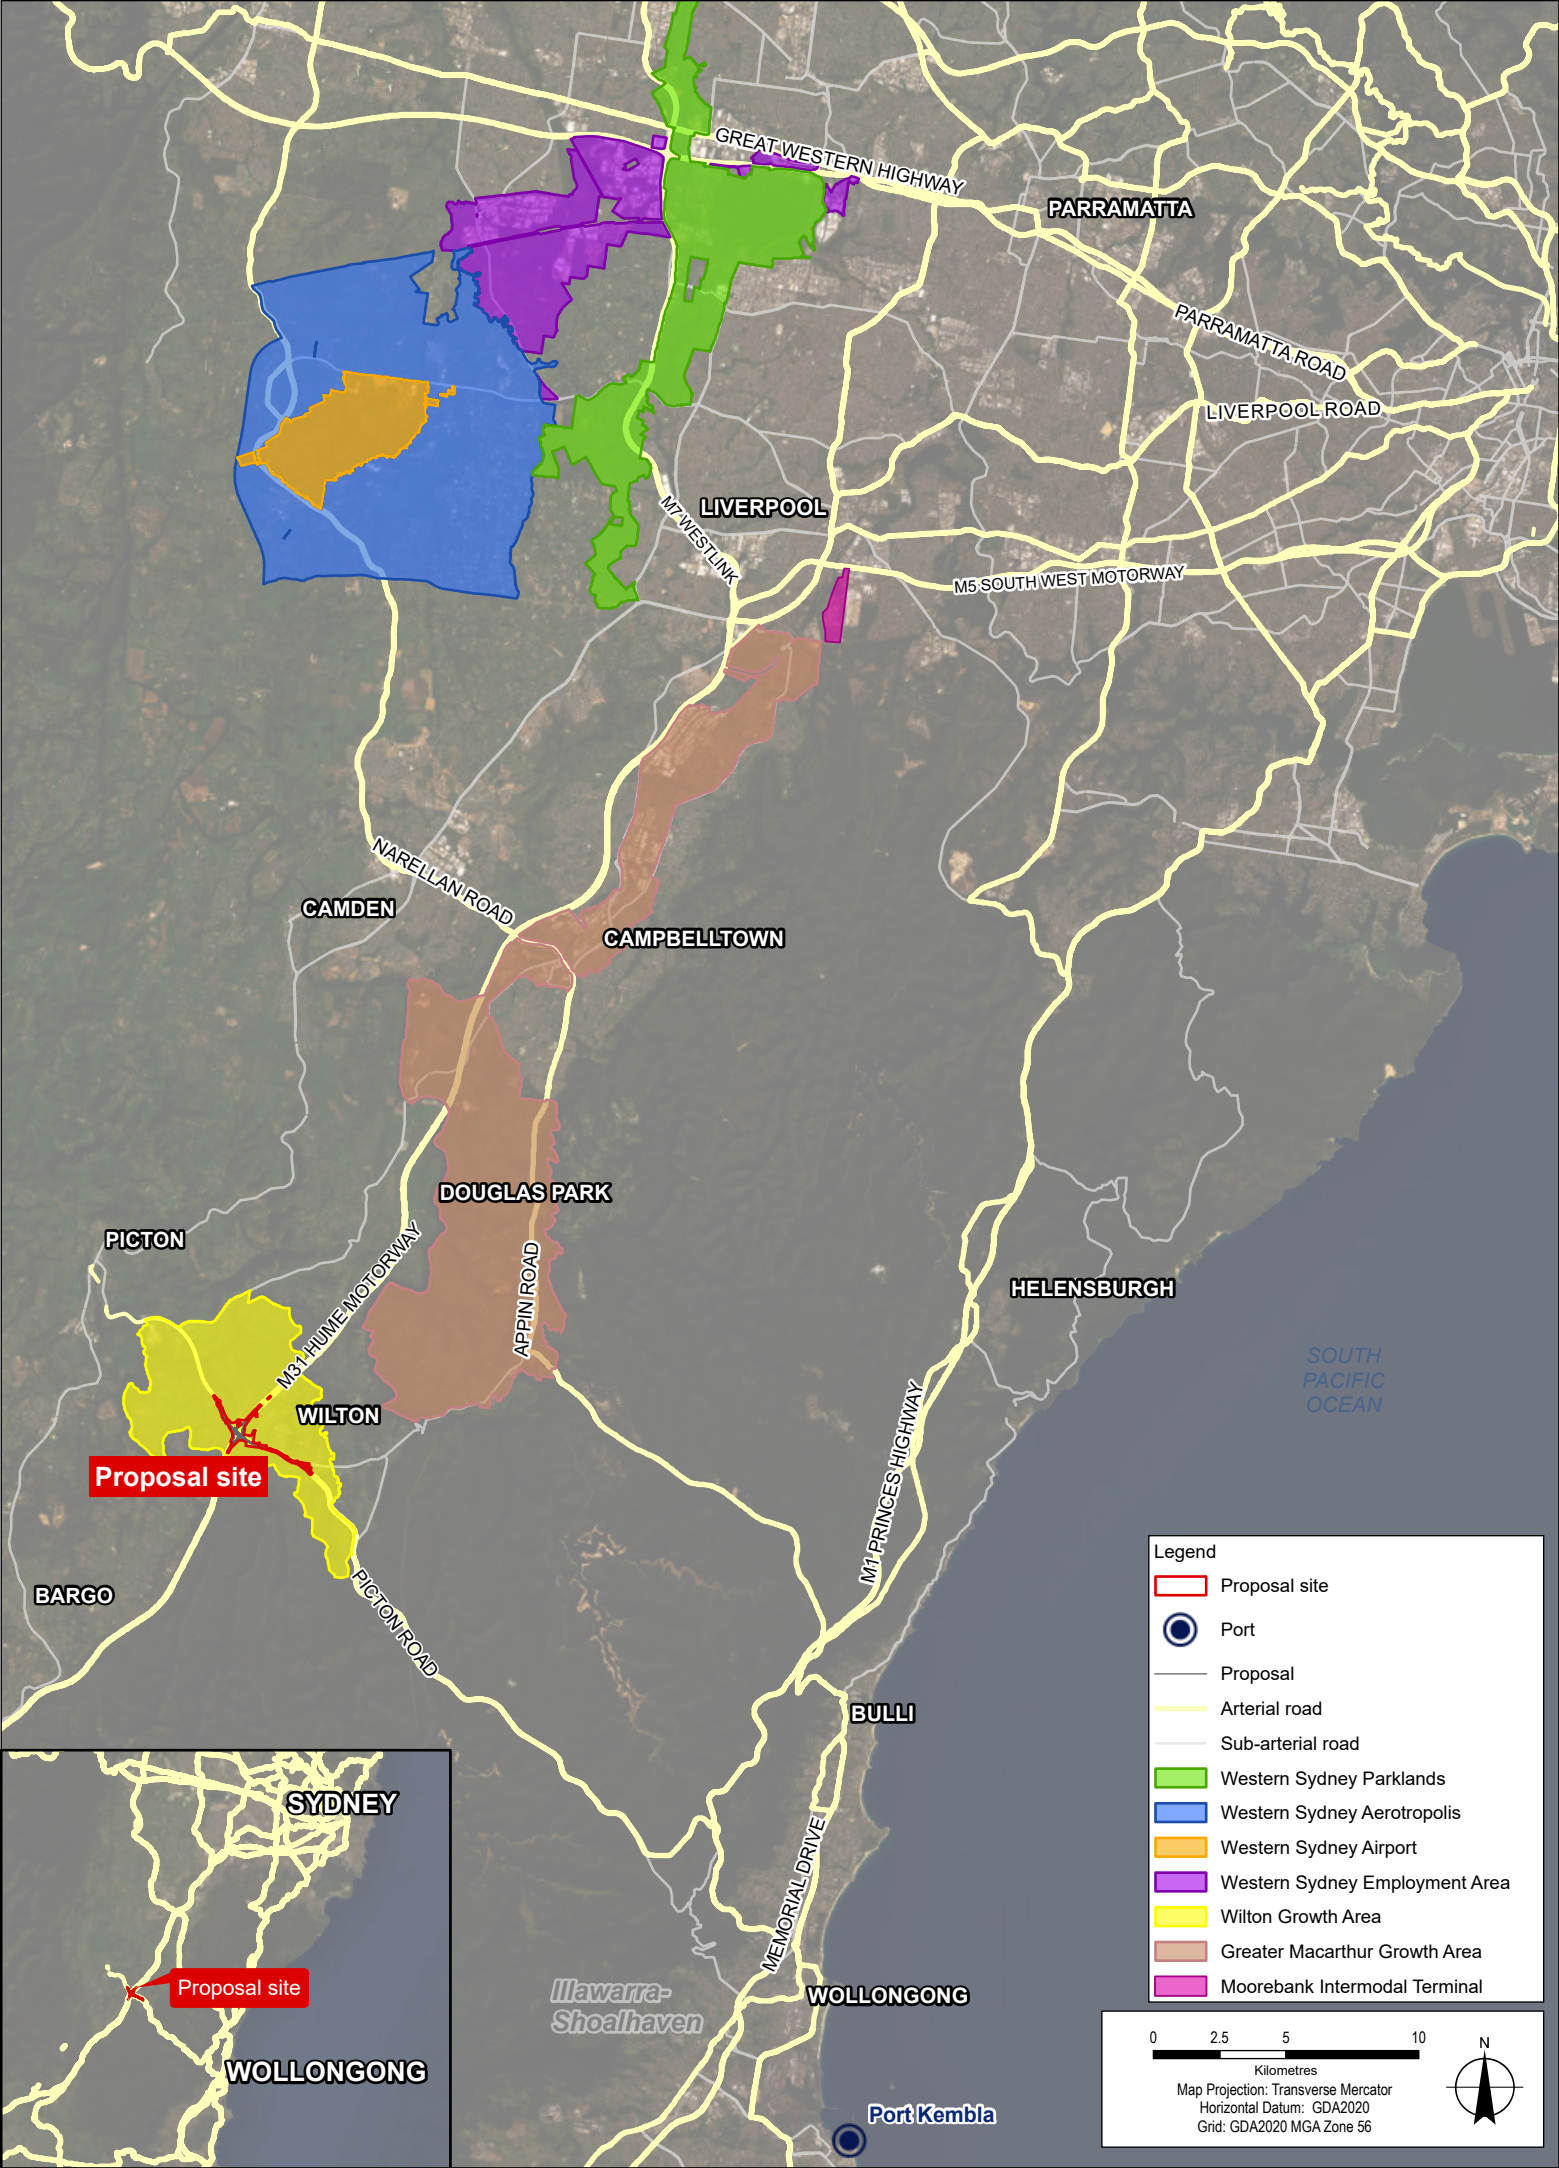 GREAT WESTERN HIGHWAY
PARRAMATTA
PARRAMATTA ROAD
LIVERPOOL ROAD
LIVERPOOL
M7 WESTLINK
M5 SOUTH WEST MOTORWAY
NARELLAN ROAD
CAMDEN
CAMPBELLTOWN
DOUGLAS PARK
PICTON
M31 HUME MOTORWAY
APPIN ROAD
HELENSBURGH
SOUTH
PACIFIC
OCEAN
WILTON
Proposal site
M1 PRINCES HIGHWAY
BARGO
PICTON ROAD
BULLI
MEMORIAL DRIVE
Illawarra-
Shoalhaven
WOLLONGONG
Port Kembla
SYDNEY
Proposal site
WOLLONGONG
Legend
Proposal site
Port
Proposal
Arterial road
Sub-arterial road
Western Sydney Parklands
Western Sydney Aerotropolis
Western Sydney Airport
Western Sydney Employment Area
Wilton Growth Area
Greater Macarthur Growth Area
Moorebank Intermodal Terminal
0 2.5 5 10
Kilometres
Map Projection: Transverse Mercator
Horizontal Datum: GDA2020
Grid: GDA2020 MGA Zone 56
N